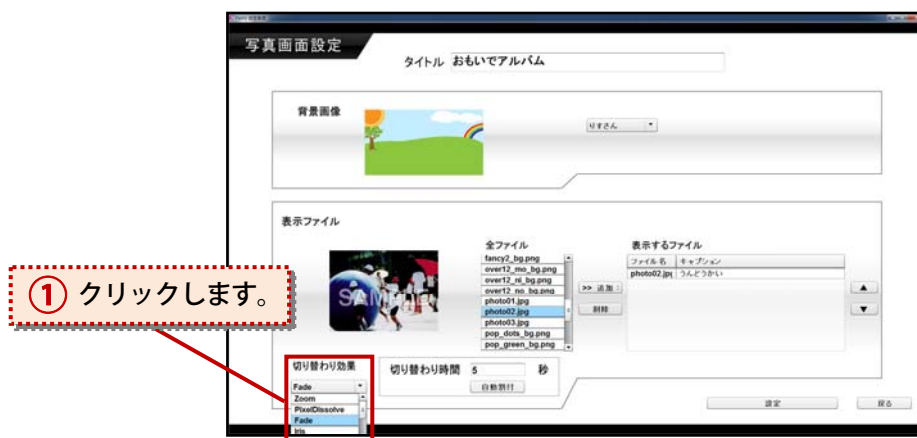 写真画面設定
タイトル おもいでアルバム
背景画像
りすさん
表示ファイル
全ファイル
fancy2_bg.png
over12_mo_bg.png
over12_ni_bg.png
over12_no_bg.png
photo01.jpg
photo02.jpg
photo03.jpg
pop_dots_bg.png
pop_green_bg.png
>> 追加
削除
表示するファイル
ファイル名 キャプション
photo02.jpg うんどうかい
▲
▼
SAMPLE
① クリックします。
切り替わり効果
Fade
Zoom
PixelDissolve
Fade
Iris
切り替わり時間 5 秒
自動割付
設定
戻る